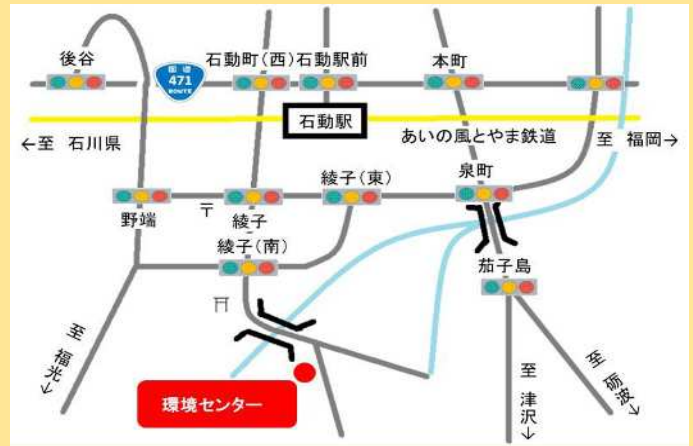 後谷
国道
471
ROUTE
石動町(西)
石動駅前
本町
石動駅
あいの風とやま鉄道
←至 石川県
至 福岡→
野端
〒
綾子
綾子(東)
泉町
綾子(南)
茄子島
至 福光→
至 津沢→
至 砺波→
環境センター